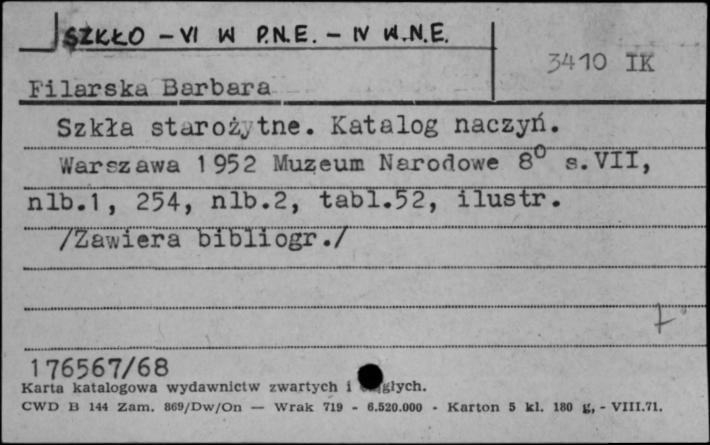 SZKŁO - VI W P.N.E. - IV W.N.E.
3410 IK
Filarska Barbara
Szkła starożytne. Katalog naczyń.
Warszawa 1952 Muzeum Narodowe 8⁰ s.VII,
nlb.1, 254, nlb.2, tabl.52, ilustr.
/Zawiera bibliogr./
176567/68
Karta katalogowa wydawnictw zwartych i
CWD B 144 Zam. 869/Dw/On — Wrak 719 - 6.520.000 - Karton 5 kl. 180 g, - VIII.71.